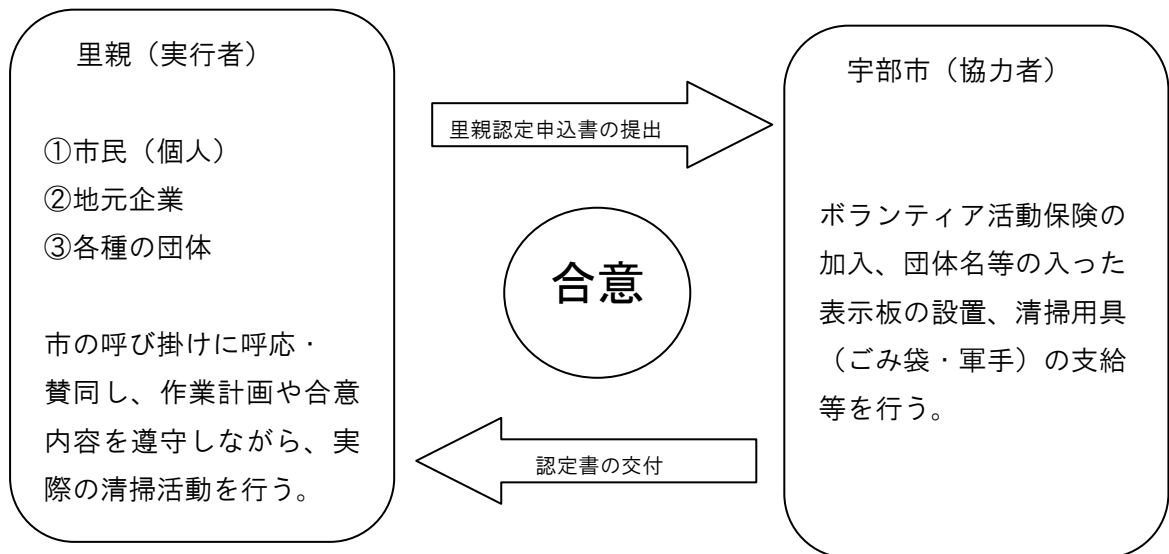 里親（実行者）
①市民（個人）
②地元企業
③各種の団体
市の呼び掛けに呼応・
賛同し、作業計画や合意
内容を遵守しながら、実
際の清掃活動を行う。
里親認定申込書の提出
合意
認定書の交付
宇部市（協力者）
ボランティア活動保険の
加入、団体名等の入った
表示板の設置、清掃用具
（ごみ袋・軍手）の支給
等を行う。